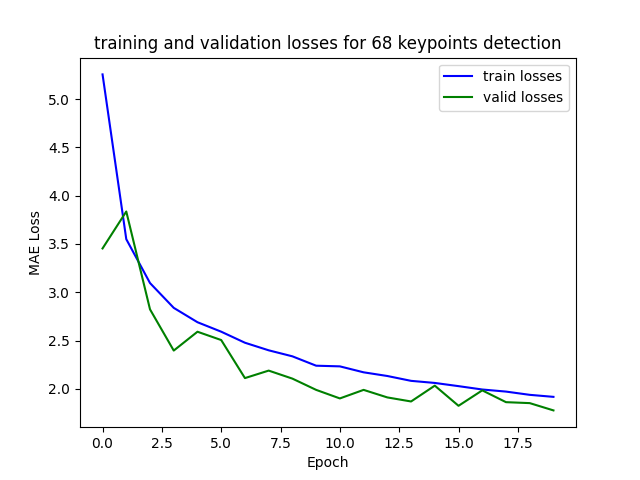 training and validation losses for 68 keypoints detection
train losses
valid losses
MAE Loss
5.0
4.5
4.0
3.5
3.0
2.5
2.0
0.0 2.5 5.0 7.5 10.0 12.5 15.0 17.5
Epoch